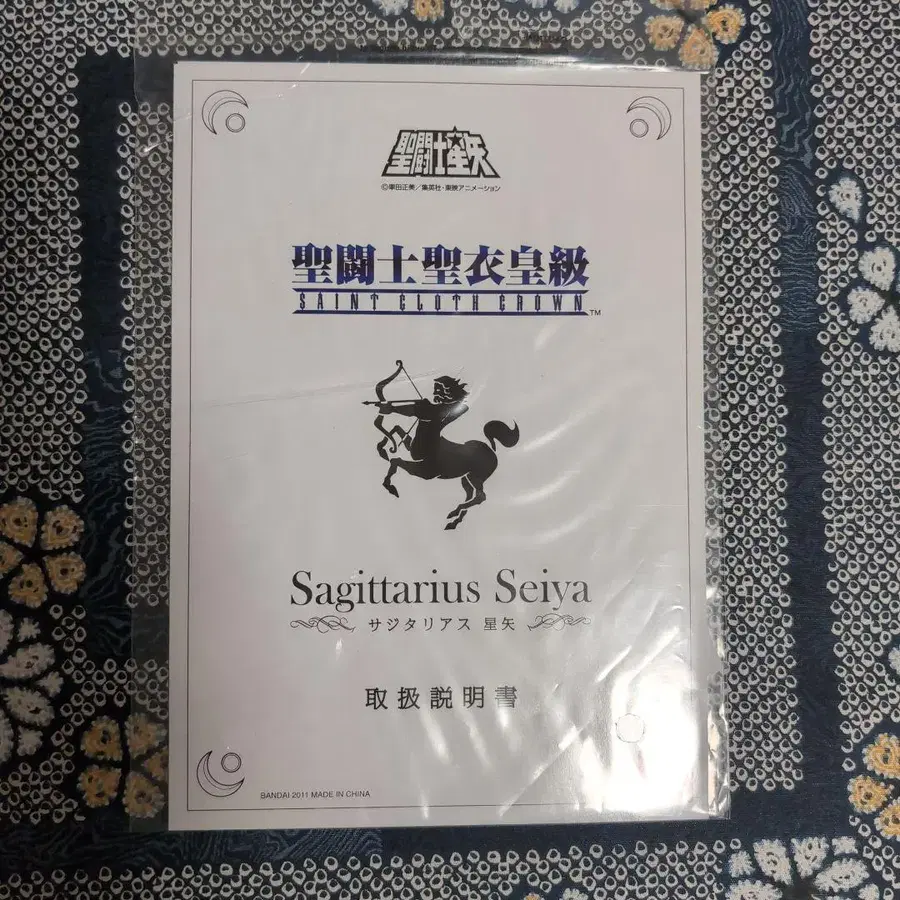 聖闘士星矢
©車田正美／集英社・東映アニメーション
聖闘士聖衣皇級
SAINT CLOTH CROWN™
Sagittarius Seiya
サジタリアス 星矢
取扱説明書
BANDAI 2011 MADE IN CHINA